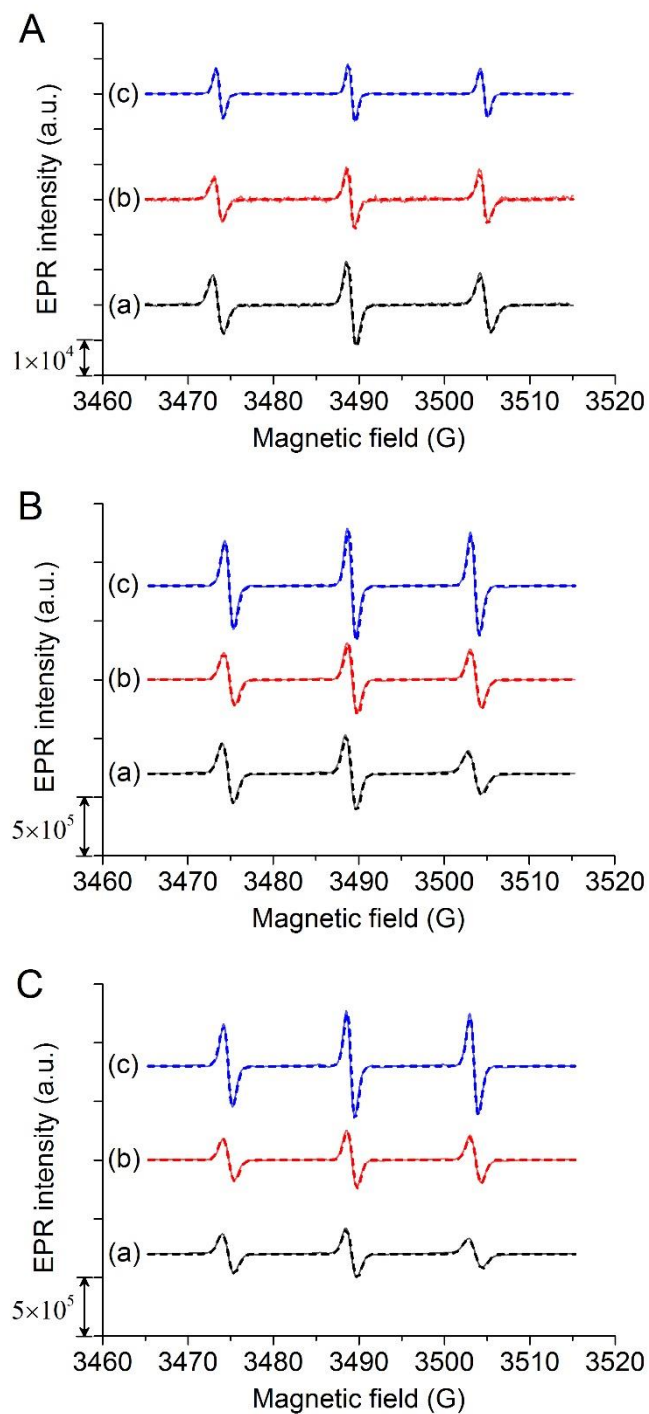 A
EPR intensity (a.u.)
(c)
(b)
(a)
1×10⁴
3460 3470 3480 3490 3500 3510 3520
Magnetic field (G)
B
EPR intensity (a.u.)
(c)
(b)
(a)
5×10⁵
3460 3470 3480 3490 3500 3510 3520
Magnetic field (G)
C
EPR intensity (a.u.)
(c)
(b)
(a)
5×10⁵
3460 3470 3480 3490 3500 3510 3520
Magnetic field (G)